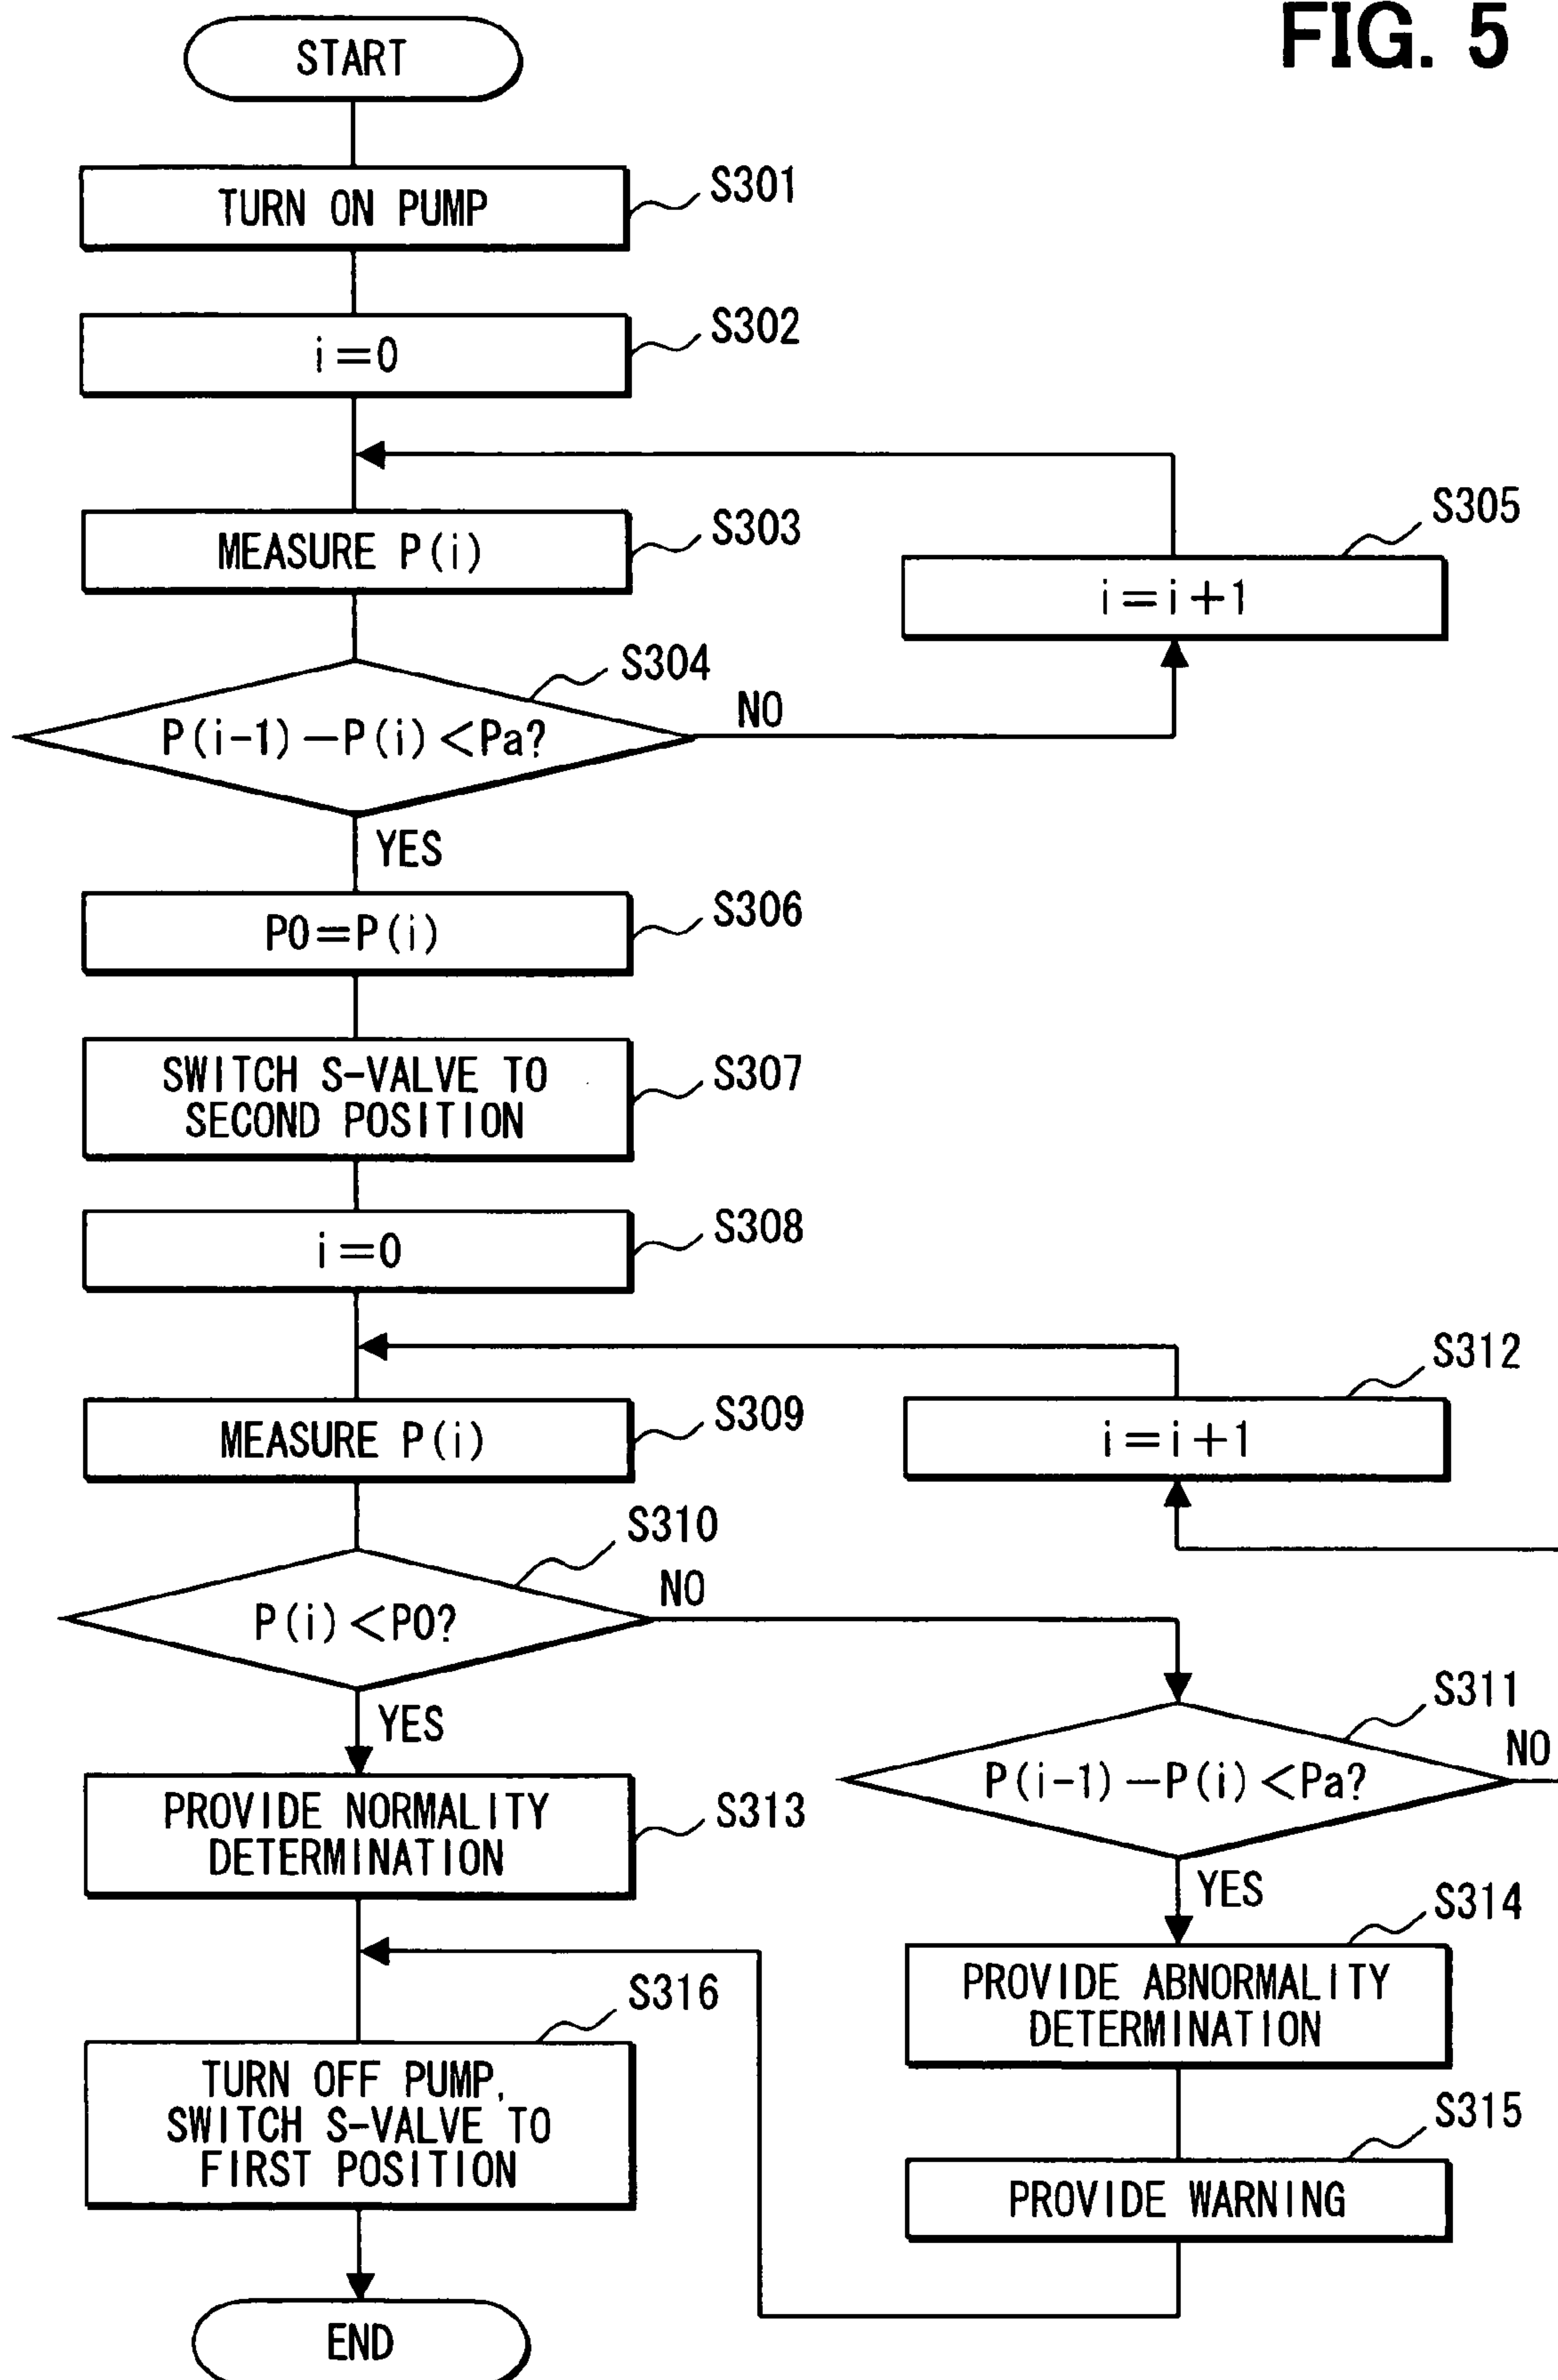 FIG. 5
START
TURN ON PUMP
S301
i=0
S302
MEASURE P(i)
S303
i=i+1
S305
P(i-1)-P(i)<Pa?
S304
NO
YES
P0=P(i)
S306
SWITCH S-VALVE TO
SECOND POSITION
S307
i=0
S308
MEASURE P(i)
S309
i=i+1
S312
P(i)<P0?
S310
NO
YES
P(i-1)-P(i)<Pa?
S311
NO
YES
PROVIDE NORMALITY
DETERMINATION
S313
PROVIDE ABNORMALITY
DETERMINATION
S314
TURN OFF PUMP,
SWITCH S-VALVE TO
FIRST POSITION
S316
PROVIDE WARNING
S315
END